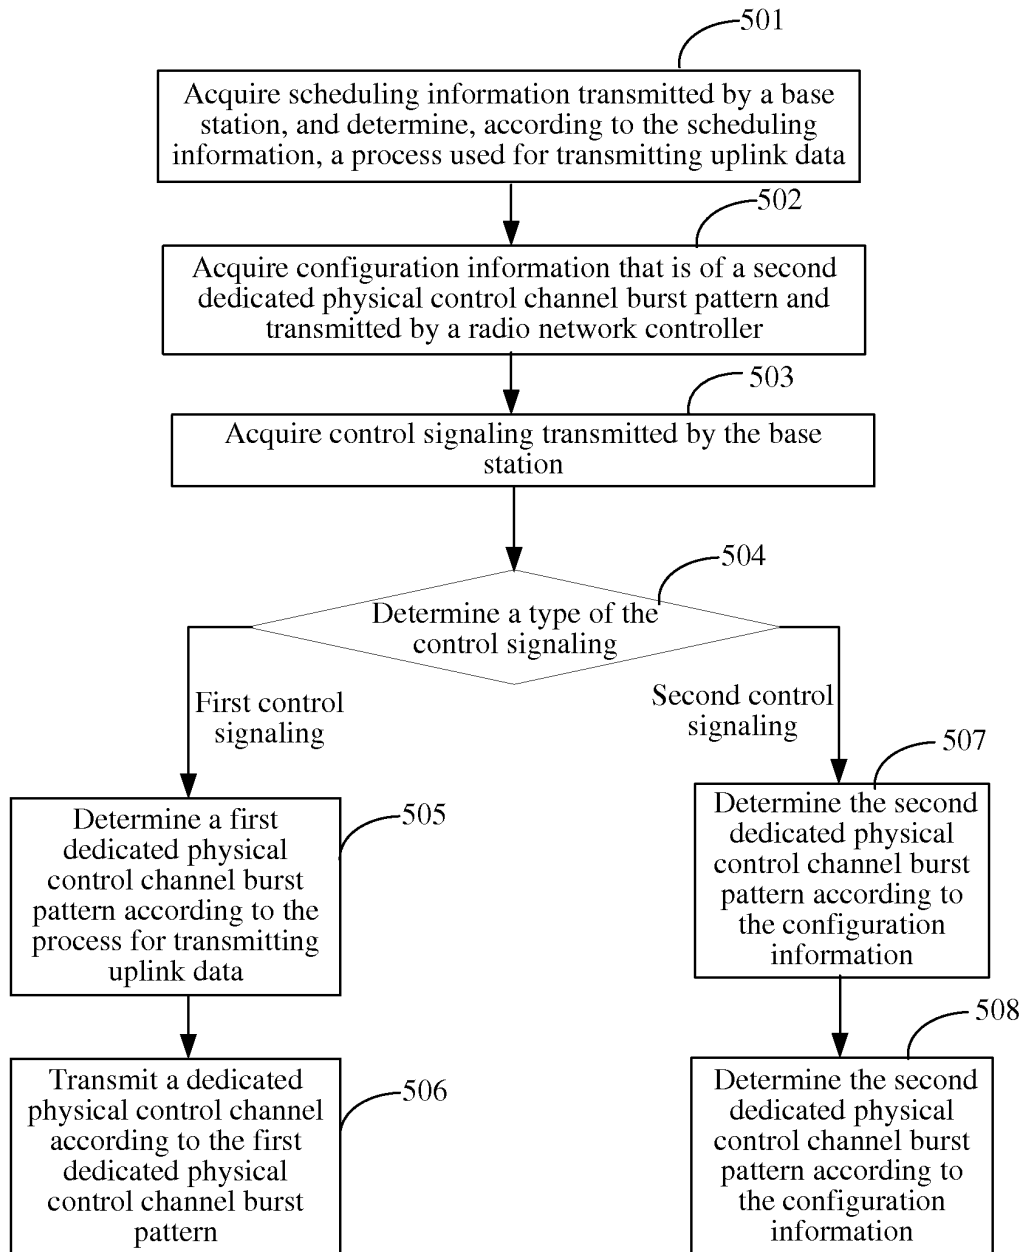 501
Acquire scheduling information transmitted by a base
station, and determine, according to the scheduling
information, a process used for transmitting uplink data
502
Acquire configuration information that is of a second
dedicated physical control channel burst pattern and
transmitted by a radio network controller
503
Acquire control signaling transmitted by the base
station
504
Determine a type of the
control signaling
First control
signaling
Second control
signaling
505
Determine a first
dedicated physical
control channel burst
pattern according to the
process for transmitting
uplink data
507
Determine the second
dedicated physical
control channel burst
pattern according to
the configuration
information
506
Transmit a dedicated
physical control channel
according to the first
dedicated physical
control channel burst
pattern
508
Determine the second
dedicated physical
control channel burst
pattern according to
the configuration
information